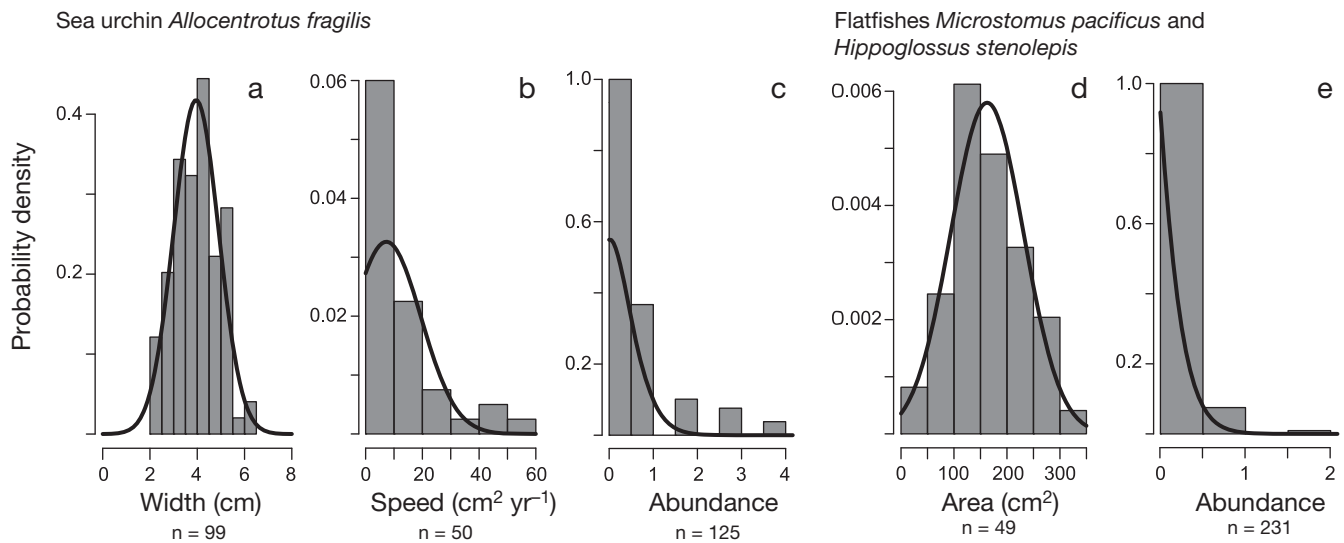 Sea urchin Allocentrotus fragilis
Flatfishes Microstomus pacificus and
Hippoglossus stenolepis
Probability density
a
0.4
0.2
0 2 4 6 8
Width (cm)
n = 99
b
0.06
0.04
0.02
0 20 40 60
Speed (cm² yr⁻¹)
n = 50
c
1.0
0.6
0.2
0 1 2 3 4
Abundance
n = 125
d
0.006
0.004
0.002
0 100 200 300
Area (cm²)
n = 49
e
1.0
0.6
0.2
0 1 2
Abundance
n = 231